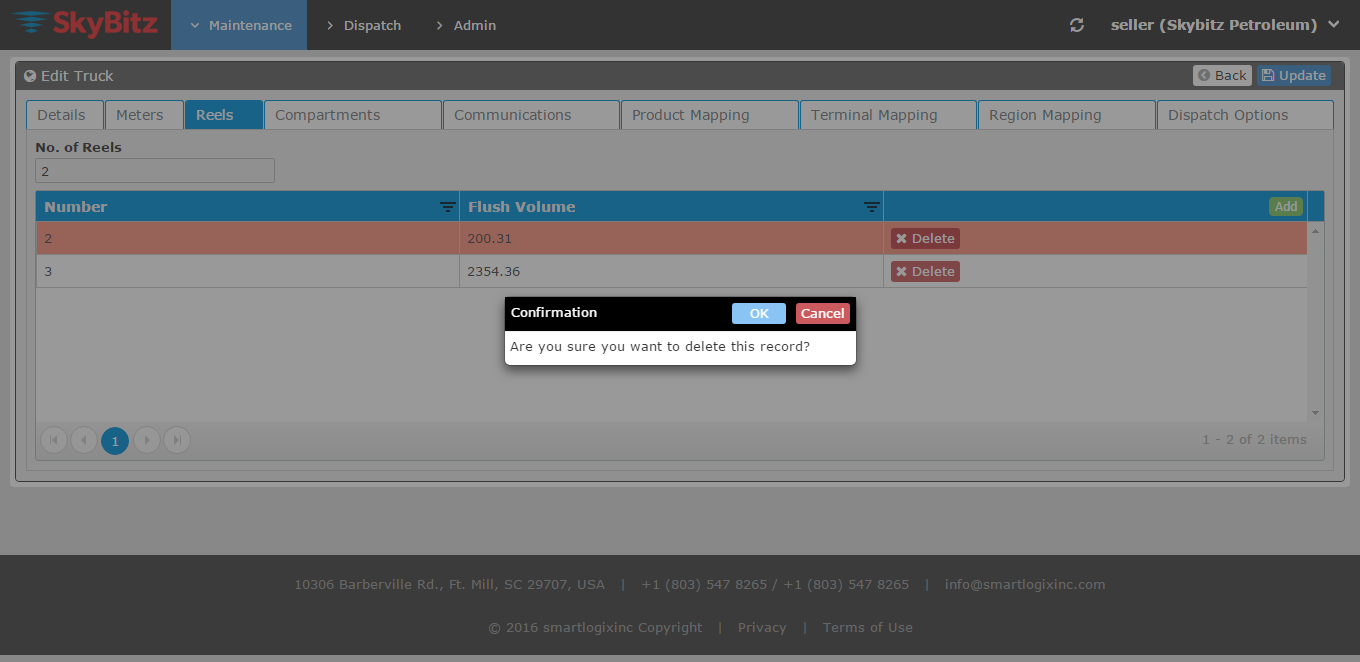 SkyBitz Maintenance Dispatch Admin seller (Skybitz Petroleum)
Edit Truck Back Update
Details Meters Reels Compartments Communications Product Mapping Terminal Mapping Region Mapping Dispatch Options
No. of Reels
2
Number Flush Volume Add
2 200.31 Delete
3 2354.36 Delete
Confirmation OK Cancel
Are you sure you want to delete this record?
1 1 - 2 of 2 items
10306 Barberville Rd., Ft. Mill, SC 29707, USA | +1 (803) 547 8265 / +1 (803) 547 8265 | info@smartlogixinc.com
© 2016 smartlogixinc Copyright | Privacy | Terms of Use